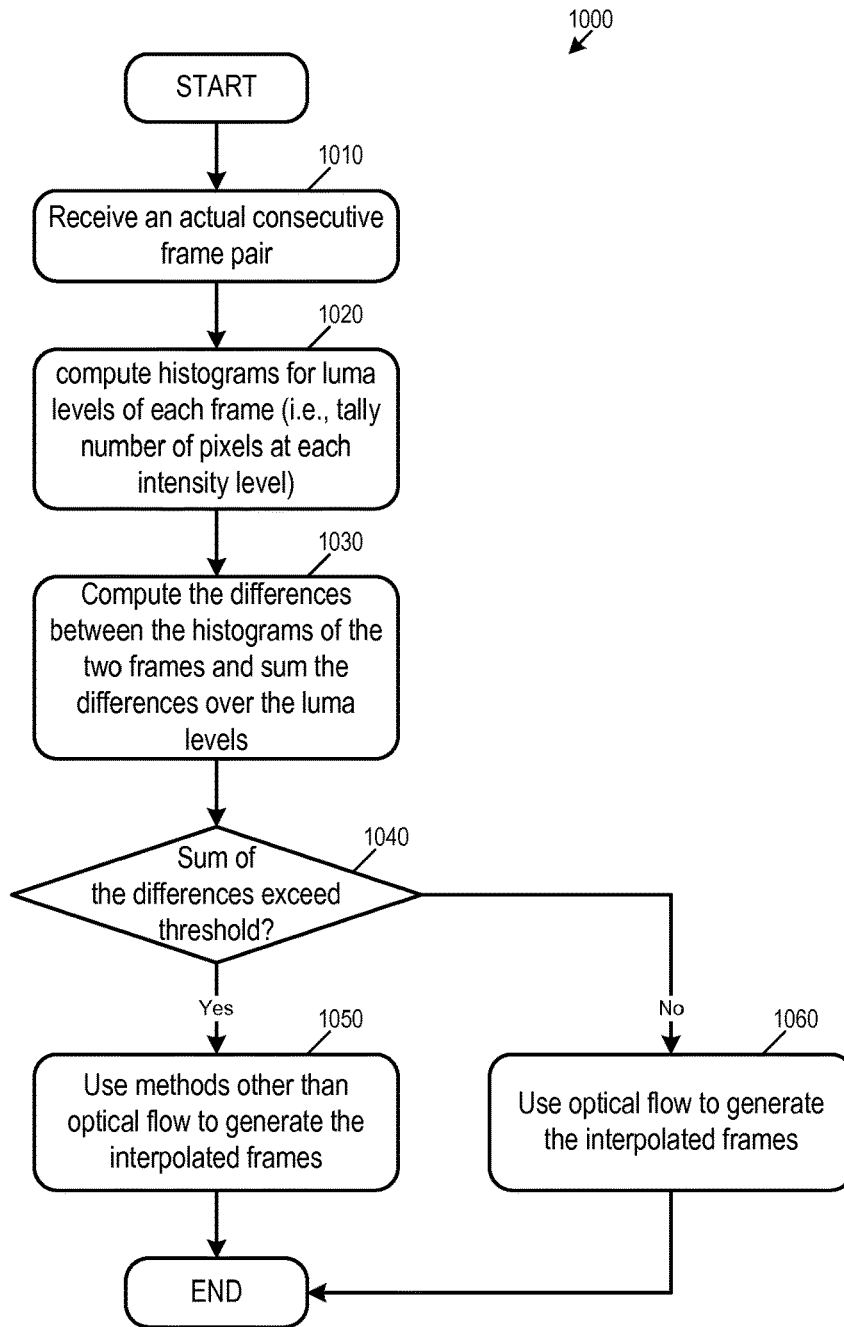 1000
START
1010
Receive an actual consecutive
frame pair
1020
compute histograms for luma
levels of each frame (i.e., tally
number of pixels at each
intensity level)
1030
Compute the differences
between the histograms of the
two frames and sum the
differences over the luma
levels
1040
Sum of
the differences exceed
threshold?
Yes
No
1050
Use methods other than
optical flow to generate the
interpolated frames
1060
Use optical flow to generate
the interpolated frames
END